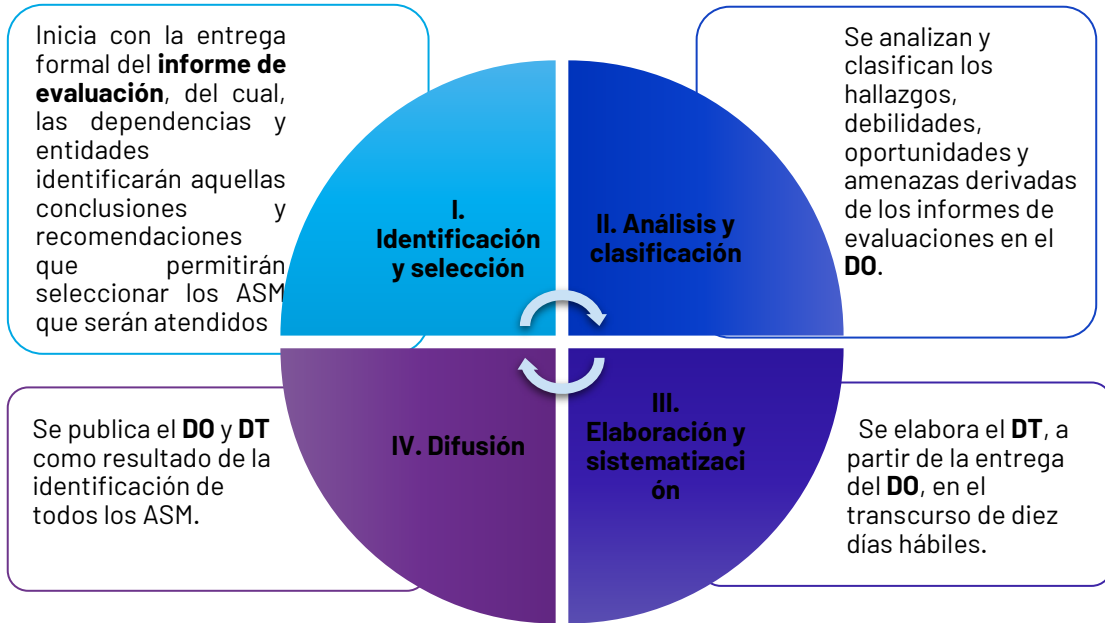 Inicia con la entrega
formal del informe de
evaluación, del cual,
las dependencias y
entidades
identificarán aquellas
conclusiones y
recomendaciones
que permitirán
seleccionar los ASM
que serán atendidos
I.
Identificación
y selección
II. Análisis y
clasificación
Se analizan y
clasifican los
hallazgos,
debilidades,
oportunidades y
amenazas derivadas
de los informes de
evaluaciones en el
DO.
Se publica el DO y DT
como resultado de la
identificación de
todos los ASM.
IV. Difusión
III.
Elaboración y
sistematizaci
ón
Se elabora el DT, a
partir de la entrega
del DO, en el
transcurso de diez
días hábiles.